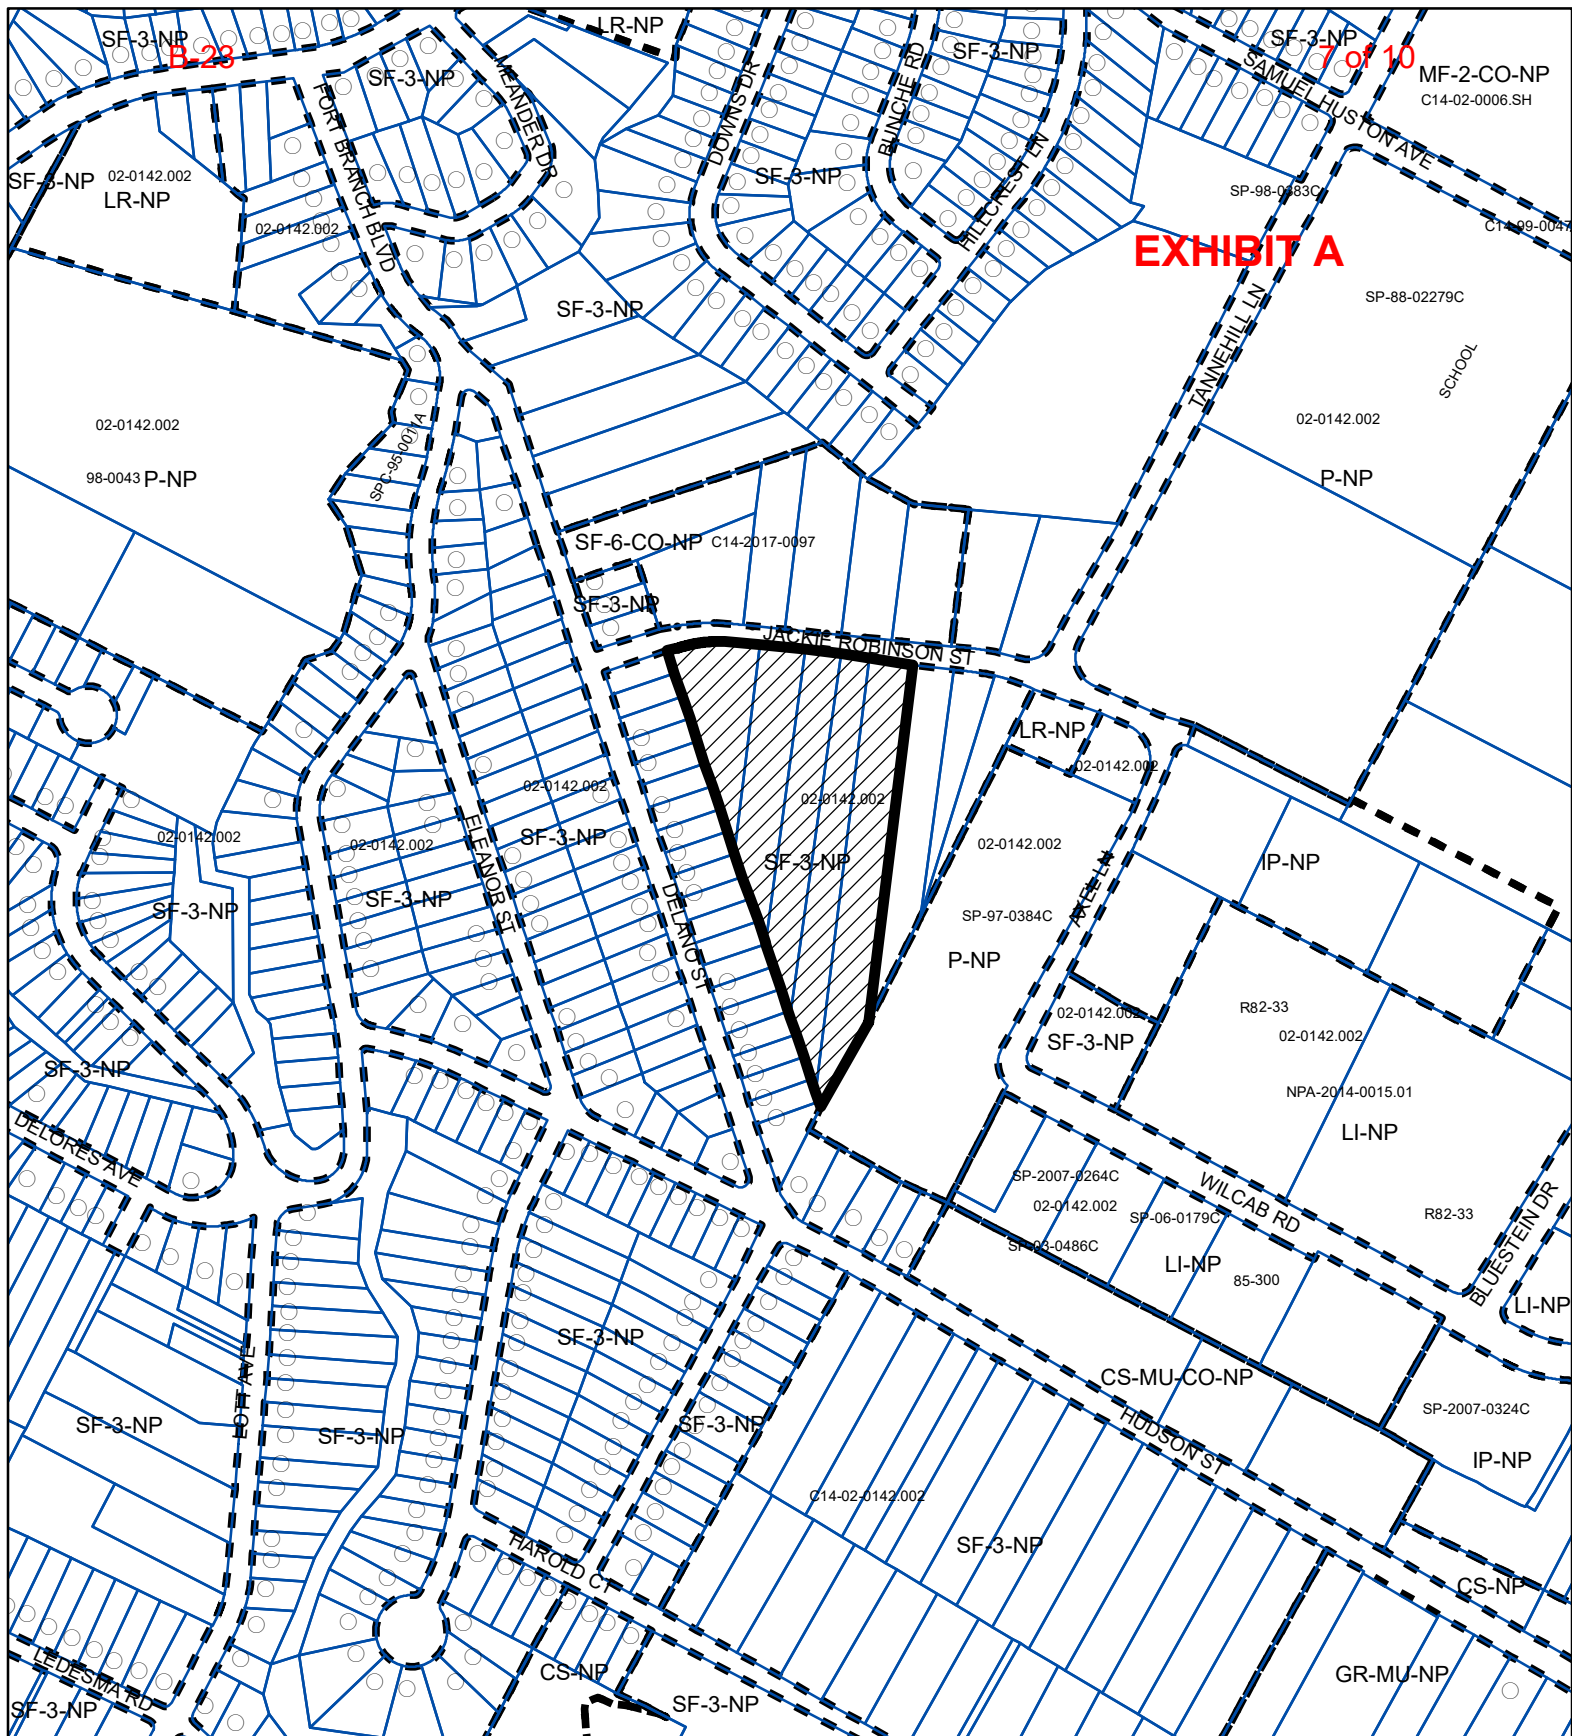 LR-NP
SF-3-NP
SF-3-NP
SF-3-NP
B-23
7 of 10
SF-3-NP
MF-2-CO-NP
C14-02-0006.SH
MEANDER DR
DOWNS DR
BUNCHE RD
SAMUEL HUSTON AVE
FORT BRANCH BLVD
SF-3-NP
02-0142.002
LR-NP
SF-3-NP
SP-98-0383C
HILLCREST LN
02-0142.002
C14-99-0047
EXHIBIT A
SP-88-02279C
SF-3-NP
TANNEHILL LN
SCHOOL
02-0142.002
02-0142.002
SPC-95-0011A
98-0043
P-NP
P-NP
SF-6-CO-NP
C14-2017-0097
SF-3-NP
JACKIE ROBINSON ST
LR-NP
02-0142.002
02-0142.002
02-0142.002
02-0142.002
02-0142.002
SF-3-NP
ELEANOR ST
02-0142.002
SF-3-NP
IP-NP
SF-3-NP
SF-3-NP
DELANO ST
AXEL LN
SP-97-0384C
P-NP
R82-33
02-0142.002
02-0142.002
SF-3-NP
SF-3-NP
NPA-2014-0015.01
LI-NP
DELORES AVE
SP-2007-0264C
WILCAB RD
02-0142.002
SP-06-0179C
R82-33
BLUESTEIN DR
SP-03-0486C
LI-NP
85-300
LI-NP
SF-3-NP
LOTT AVE
CS-MU-CO-NP
SP-2007-0324C
SF-3-NP
SF-3-NP
SF-3-NP
HUDSON ST
IP-NP
C14-02-0142.002
SF-3-NP
HAROLD CT
CS-NP
LEDESMA RD
CS-NP
GR-MU-NP
SF-3-NP
SF-3-NP